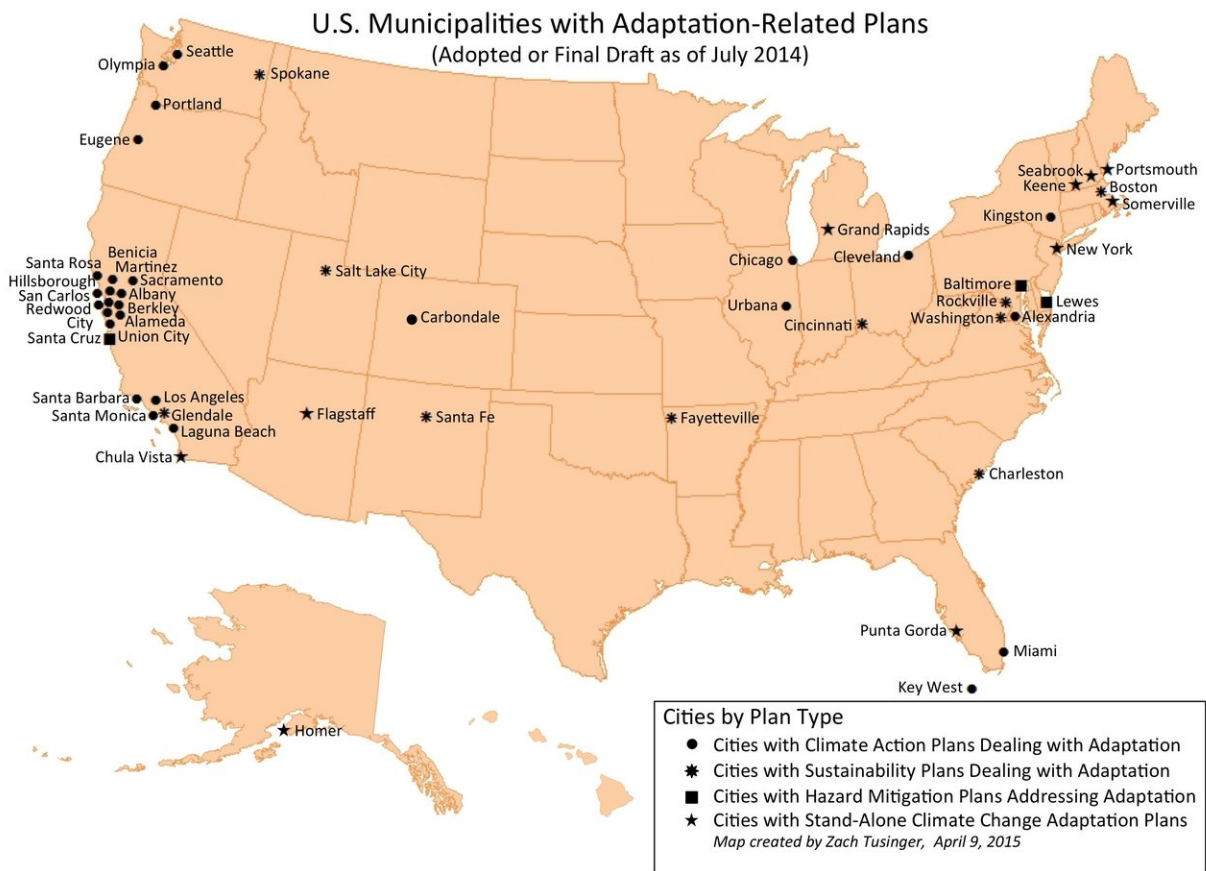 U.S. Municipalities with Adaptation-Related Plans
(Adopted or Final Draft as of July 2014)
Seattle
Olympia
Spokane
Portland
Eugene
Seabrook
Portsmouth
Keene
Boston
Somerville
Kingston
Grand Rapids
New York
Benicia
Santa Rosa
Martinez
Hillsborough
Sacramento
San Carlos
Albany
Redwood
City
Berkley
Alameda
Santa Cruz
Union City
Salt Lake City
Chicago
Cleveland
Baltimore
Rockville
Lewes
Urbana
Carbondale
Cincinnati
Washington
Alexandria
Santa Barbara
Los Angeles
Santa Monica
Glendale
Laguna Beach
Flagstaff
Santa Fe
Fayetteville
Chula Vista
Charleston
Punta Gorda
Miami
Key West
Homer
Cities by Plan Type
Cities with Climate Action Plans Dealing with Adaptation
Cities with Sustainability Plans Dealing with Adaptation
Cities with Hazard Mitigation Plans Addressing Adaptation
Cities with Stand-Alone Climate Change Adaptation Plans
Map created by Zach Tusinger, April 9, 2015